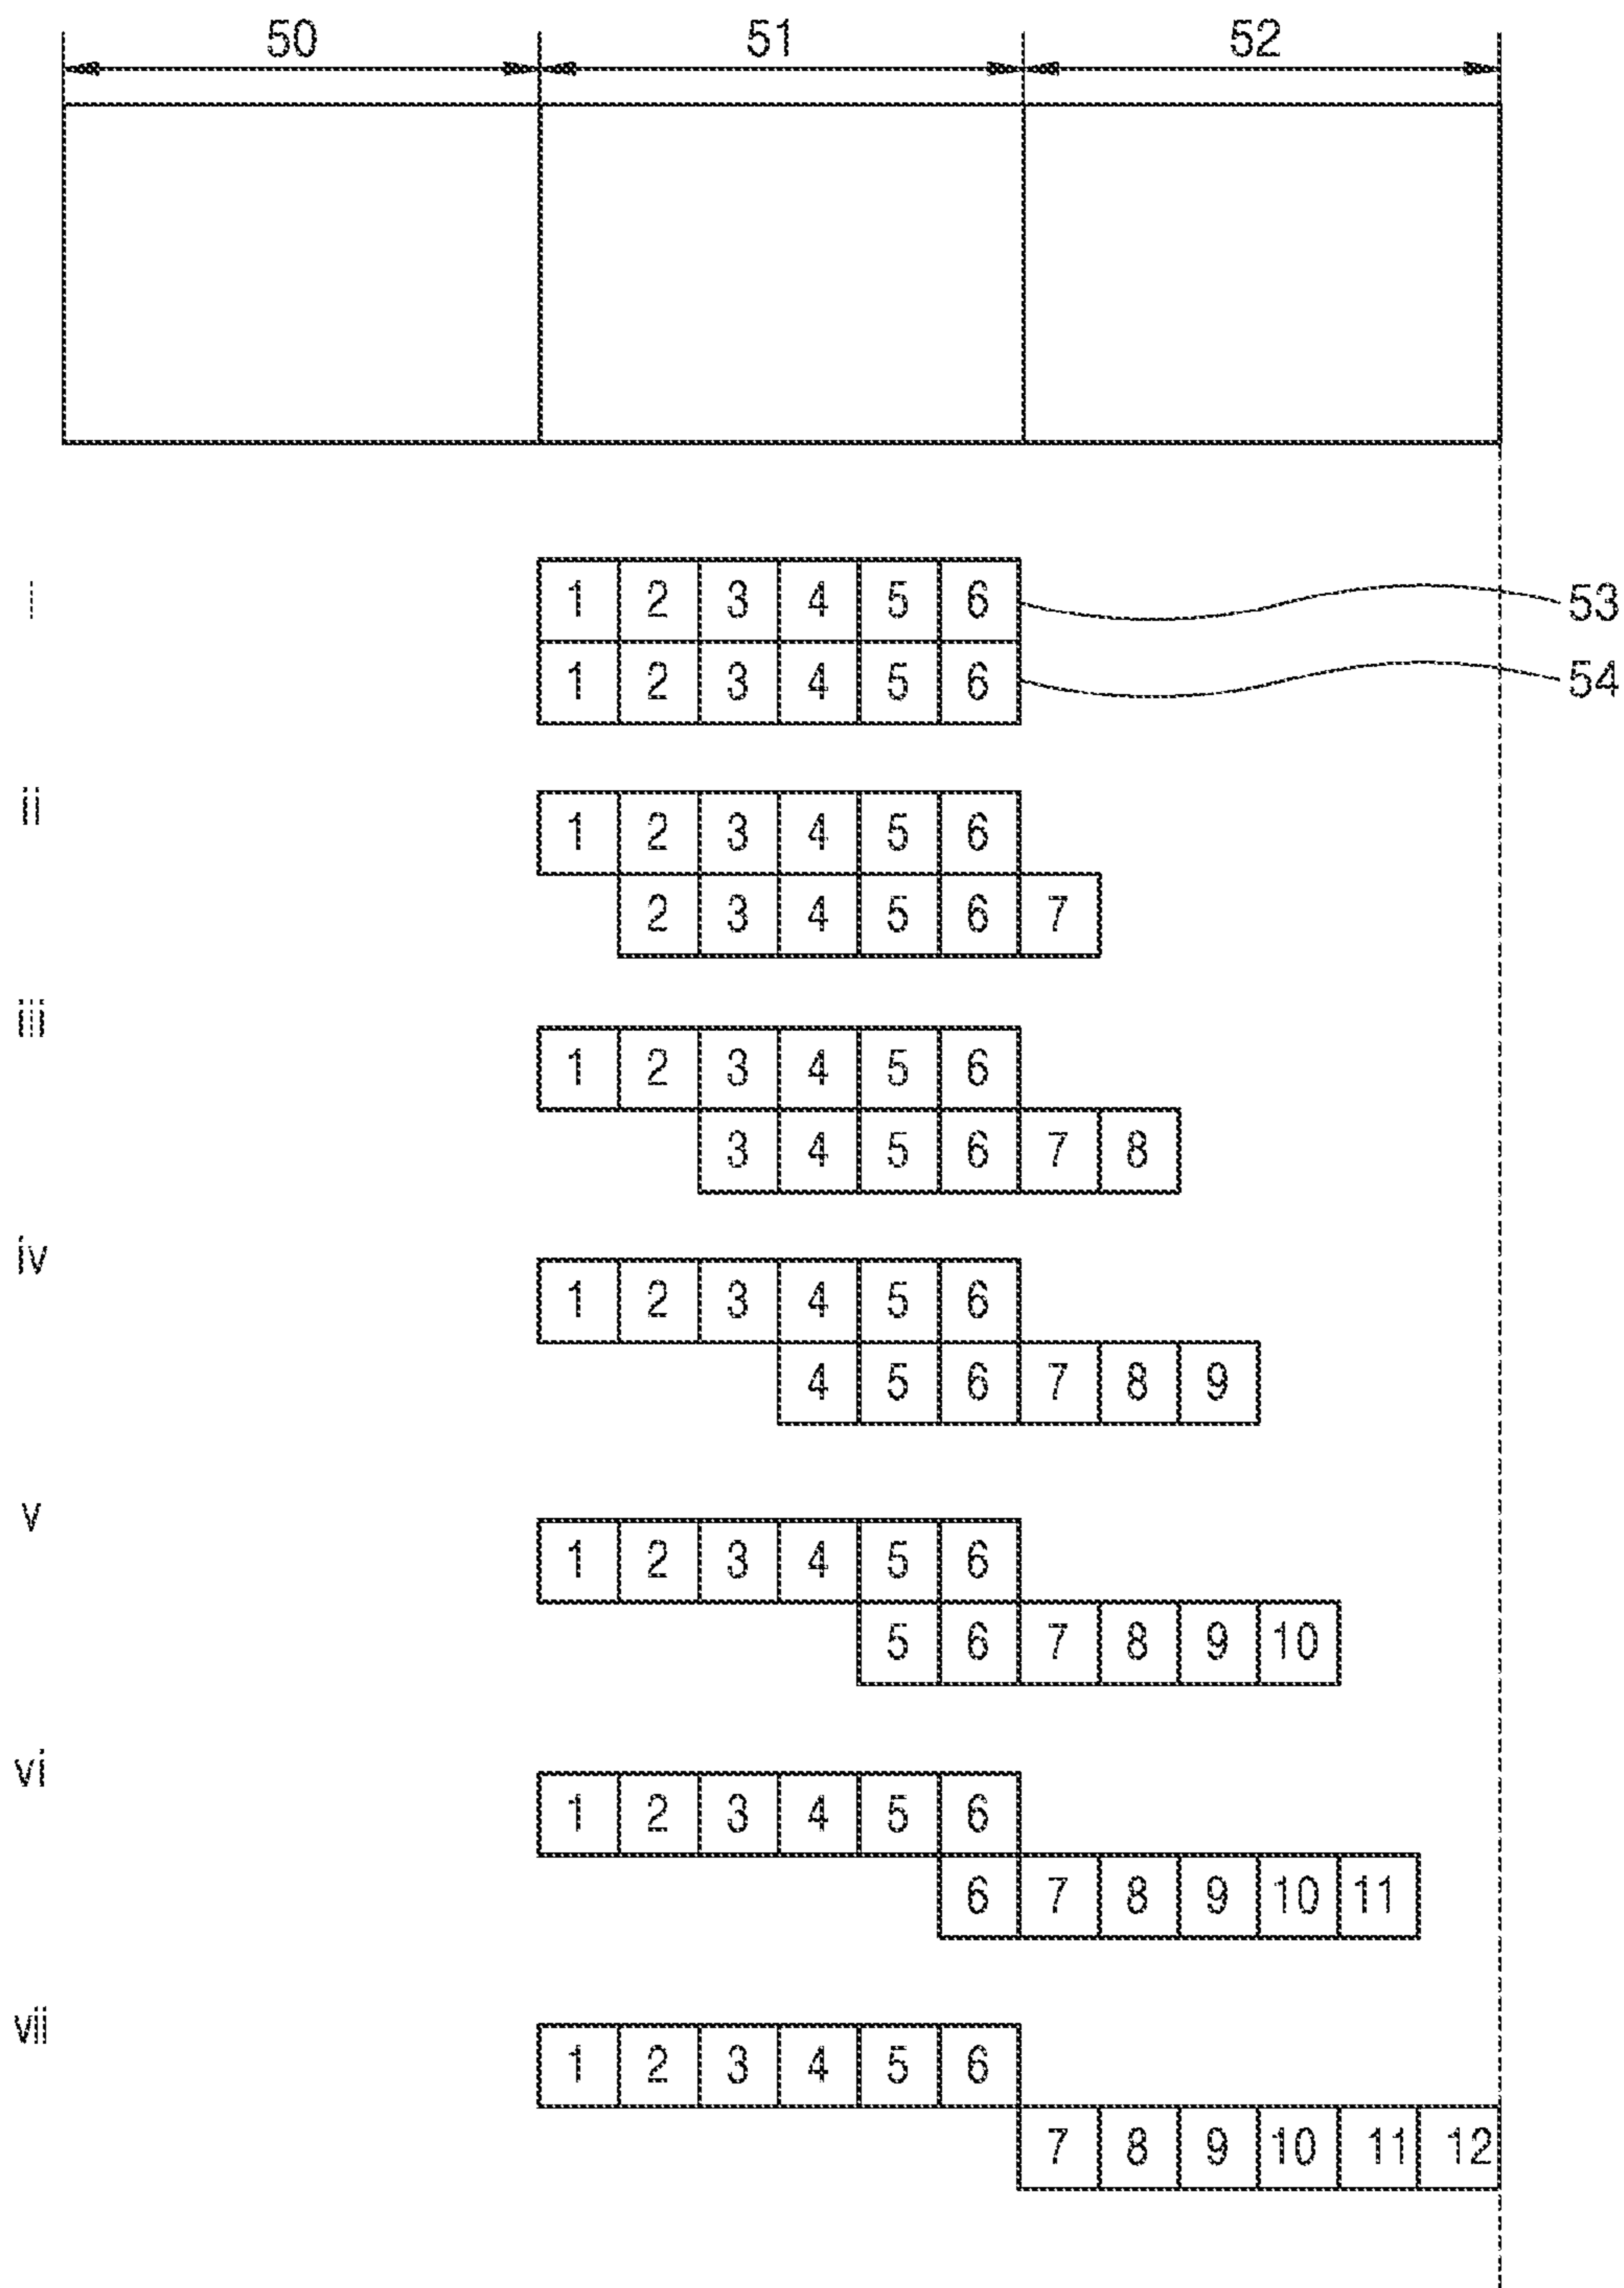 50 51 52
i
1 2 3 4 5 6 53
1 2 3 4 5 6 54
ii
1 2 3 4 5 6
2 3 4 5 6 7
iii
1 2 3 4 5 6
3 4 5 6 7 8
iv
1 2 3 4 5 6
4 5 6 7 8 9
v
1 2 3 4 5 6
5 6 7 8 9 10
vi
1 2 3 4 5 6
6 7 8 9 10 11
vii
1 2 3 4 5 6
7 8 9 10 11 12